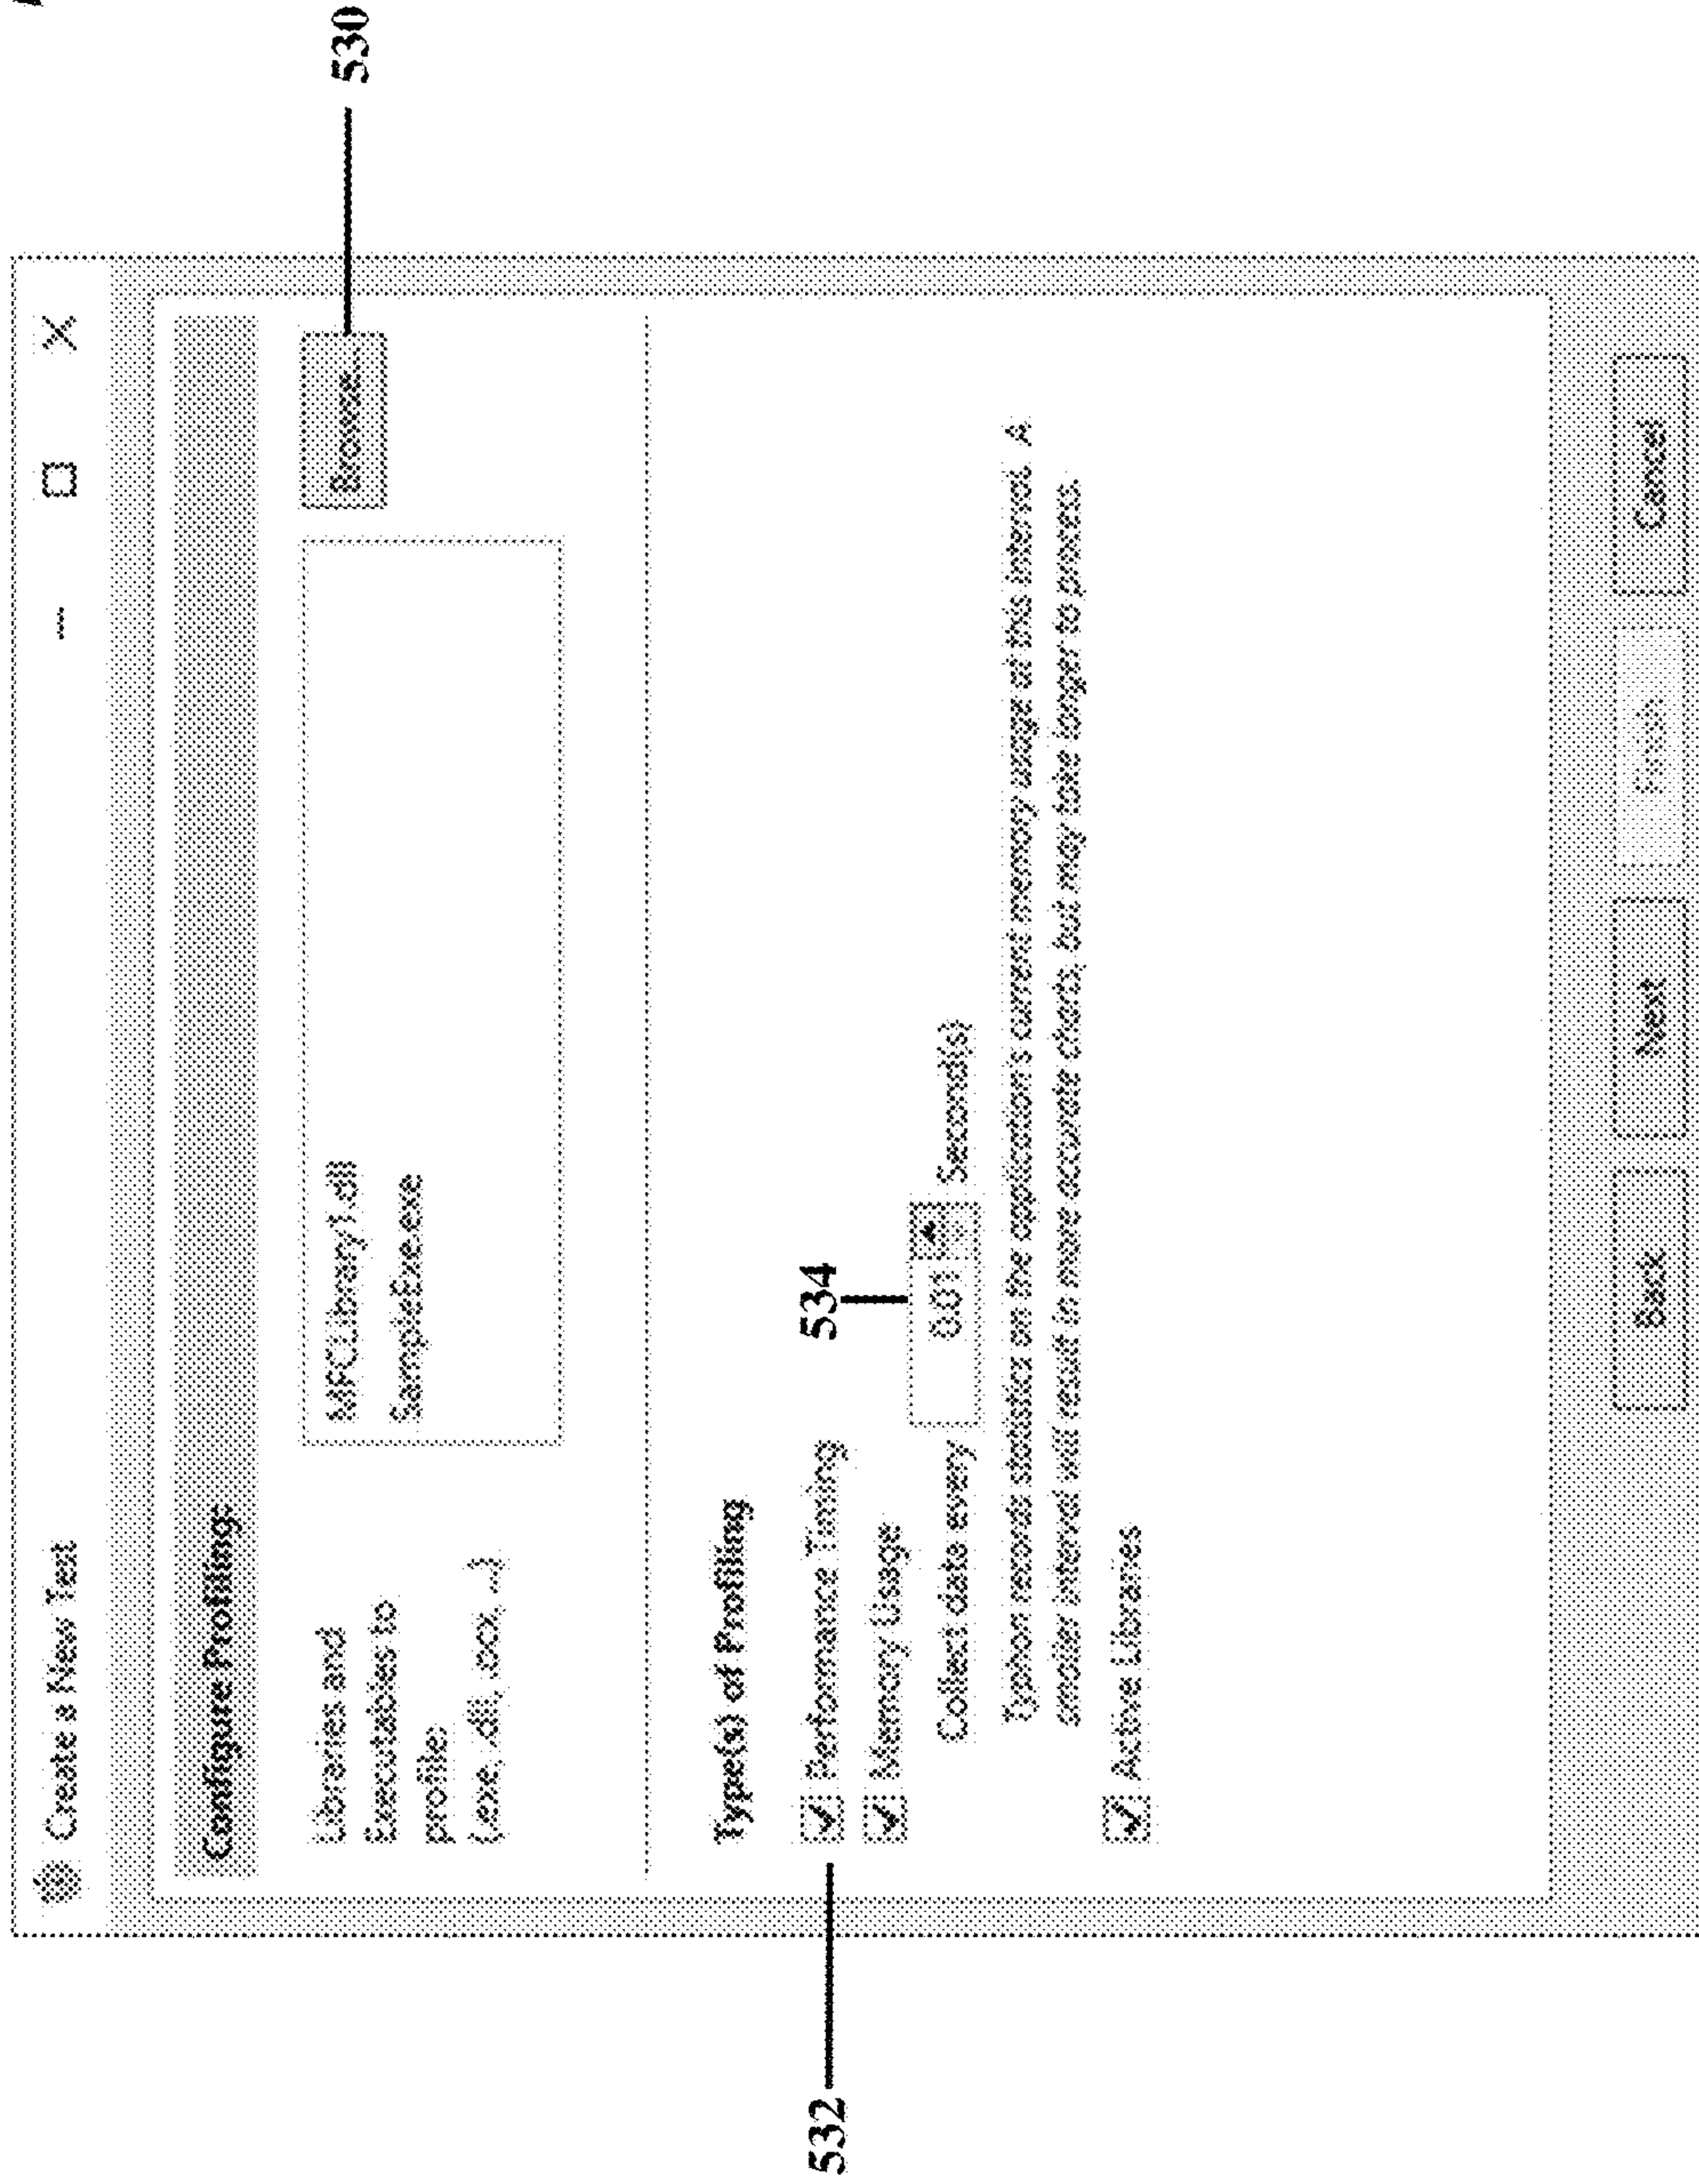 530
Create a New Test
Configure Profiling:
Libraries and
Executables to
profile:
(.exe, .dll, .ocx, ...)
MFCLibrary1.dll
SampleExe.exe
Browse...
Type(s) of Profiling
532
Performance Timing
534
Memory Usage
Collect data every 0.01 Second(s)
Typhon records statistics on the application's current memory usage at this interval. A
smaller interval will result in more accurate charts, but may take longer to process.
Active Libraries
Back Next Finish Cancel